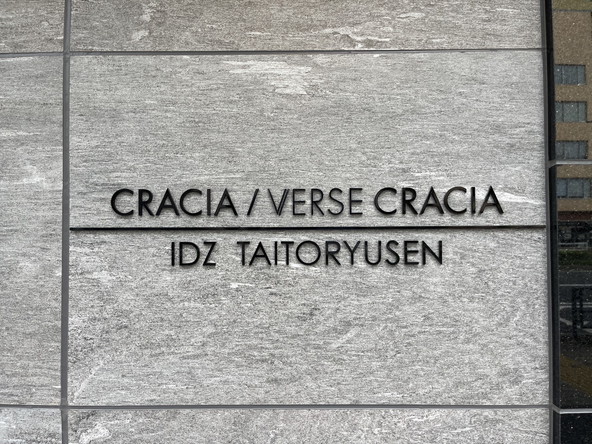 CRACIA / VERSE CRACIA
IDZ TAITORYUSEN